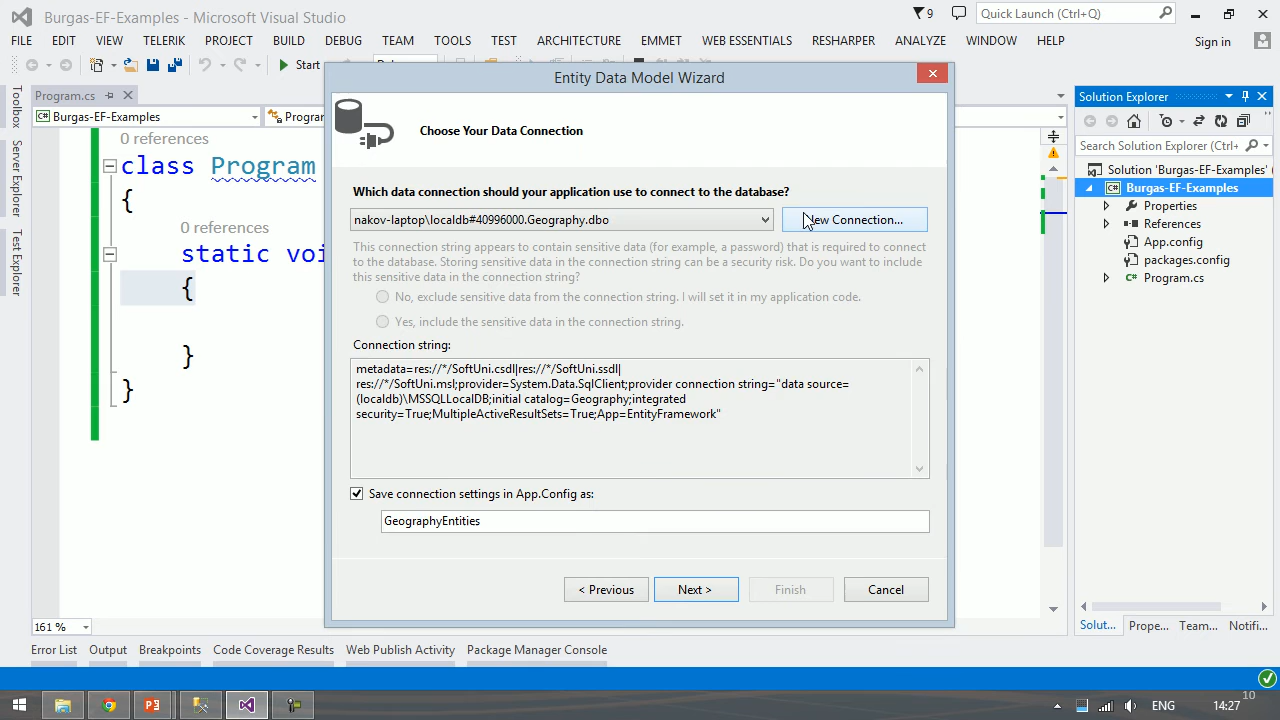 Burgas-EF-Examples - Microsoft Visual Studio
9
Quick Launch (Ctrl+Q)
FILE EDIT VIEW TELERIK PROJECT BUILD DEBUG TEAM TOOLS TEST ARCHITECTURE EMMET WEB ESSENTIALS RESHARPER ANALYZE WINDOW HELP
Sign in
Start
Toolbox
Server Explorer
Test Explorer
Program.cs
Burgas-EF-Examples
0 references
class Program
{
0 references
static
{
}
}
161 %
Entity Data Model Wizard
Choose Your Data Connection
Which data connection should your application use to connect to the database?
nakov-laptop\localdb#40996000.Geography.dbo
New Connection...
This connection string appears to contain sensitive data (for example, a password) that is required to connect
to the database. Storing sensitive data in the connection string can be a security risk. Do you want to include
this sensitive data in the connection string?
No, exclude sensitive data from the connection string. I will set it in my application code.
Yes, include the sensitive data in the connection string.
Connection string:
metadata=res://*/SoftUni.csdl|res://*/SoftUni.ssdl|
res://*/SoftUni.msl;provider=System.Data.SqlClient;provider connection string="data source=
(localdb)\MSSQLLocalDB;initial catalog=Geography;integrated
security=True;MultipleActiveResultSets=True;App=EntityFramework"
Save connection settings in App.Config as:
GeographyEntities
< Previous
Next >
Finish
Cancel
Solution Explorer
Search Solution Explorer (Ctrl+
Solution 'Burgas-EF-Examples'
Burgas-EF-Examples
Properties
References
App.config
packages.config
Program.cs
Solut... Prope... Team... Notifi...
Error List Output Breakpoints Code Coverage Results Web Publish Activity Package Manager Console
ENG
14:27
10